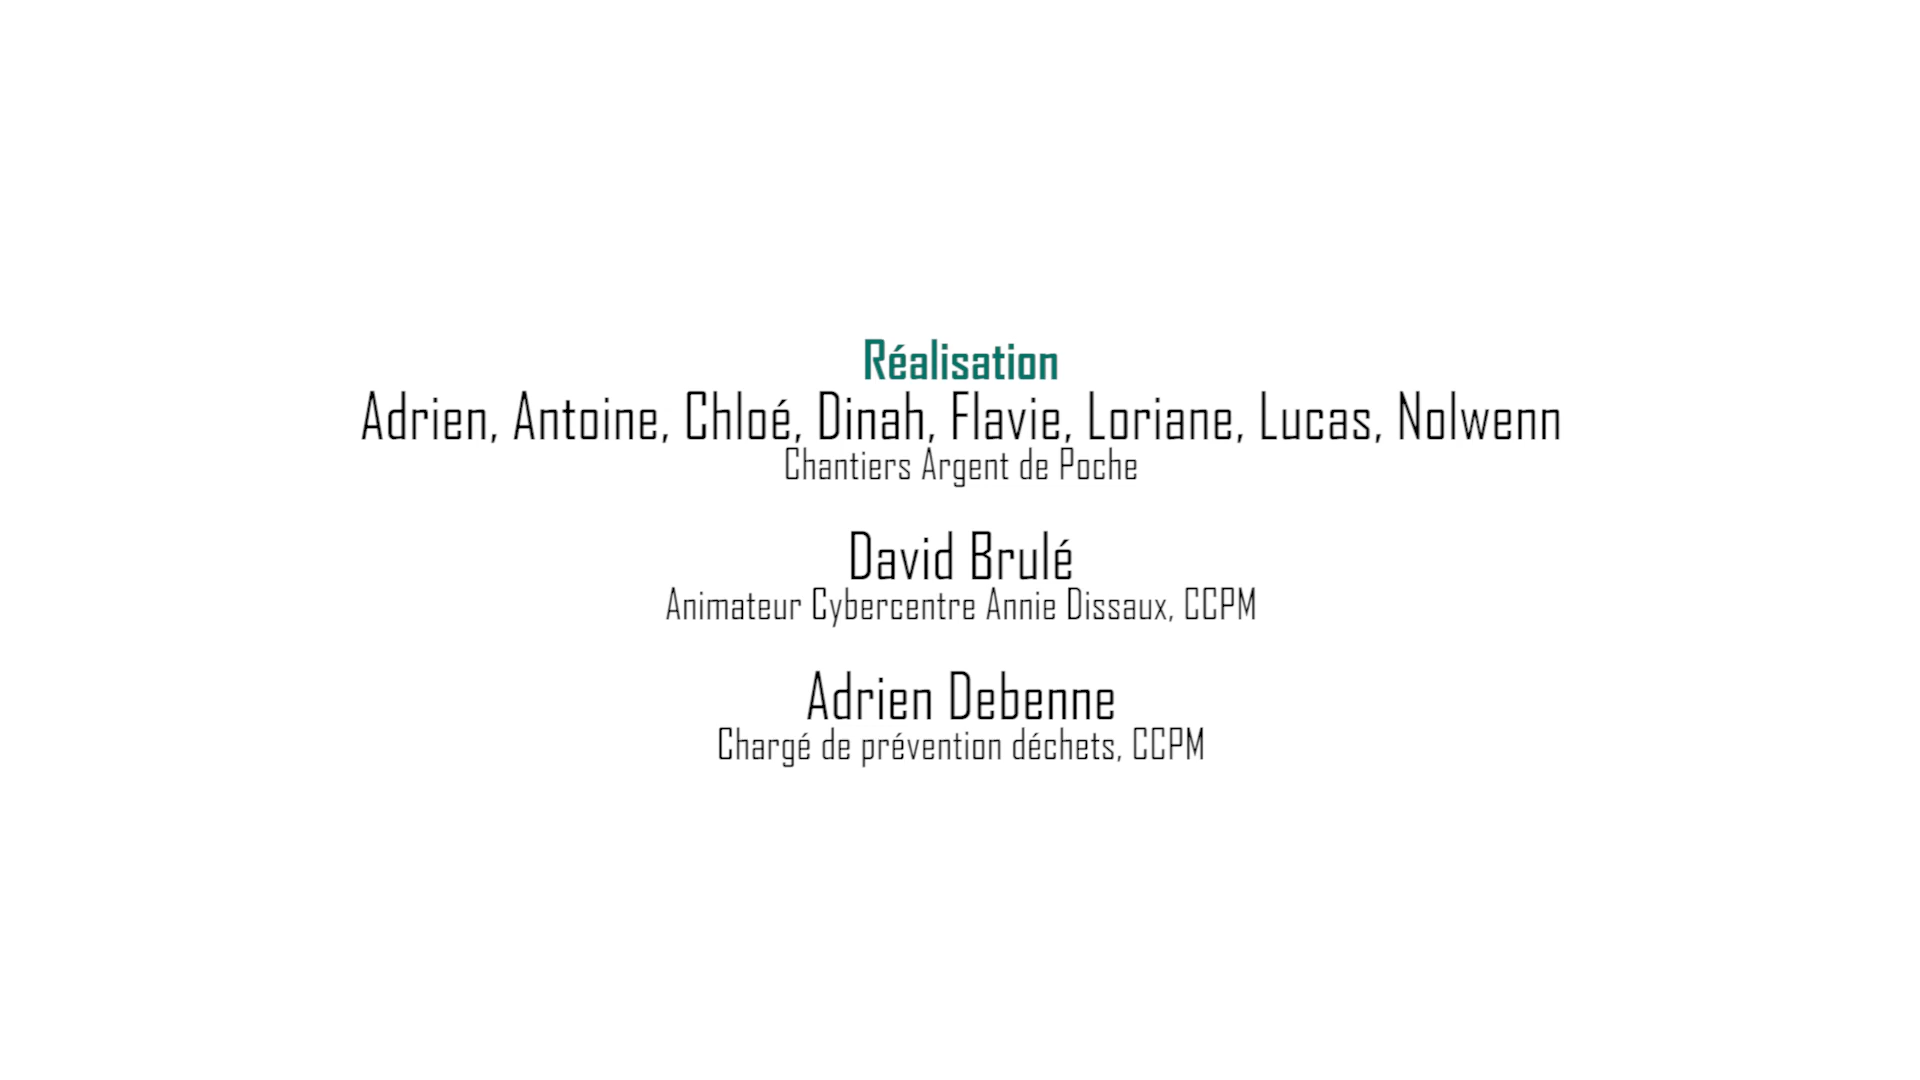 Réalisation
Adrien, Antoine, Chloé, Dinah, Flavie, Loriane, Lucas, Nolwenn
Chantiers Argent de Poche
David Brulé
Animateur Cybercentre Annie Dissaux, CCPM
Adrien Debenne
Chargé de prévention déchets, CCPM